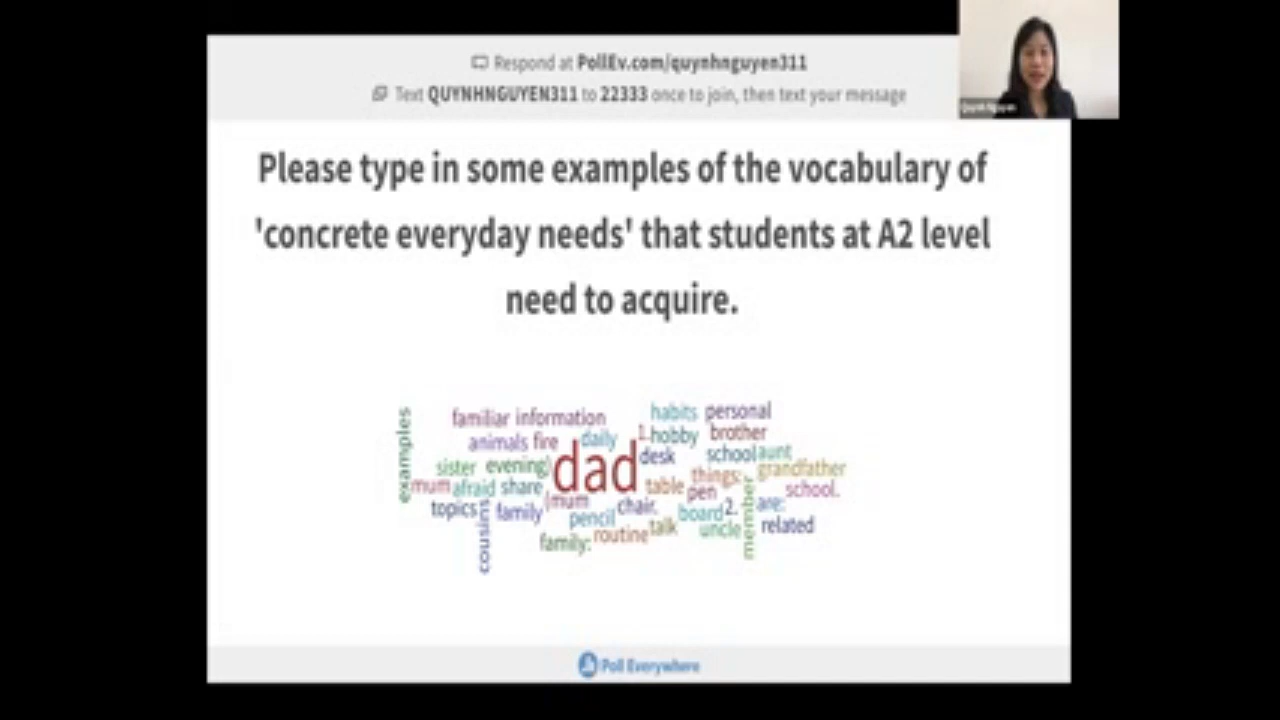 Respond at PollEv.com/quynhnguyen311
Text QUYNHNGUYEN311 to 22333 once to join, then text your message
Quynh Nguyen
Please type in some examples of the vocabulary of
'concrete everyday needs' that students at A2 level
need to acquire.
examples
familiar information habits personal
animals fire daily 1. hobby brother
sister evening) dad desk school aunt
mum afraid share table things: grandfather
topics family (mum chair. pen school.
cousins pencil board 2. member are:
family: routine talk uncle related
Poll Everywhere